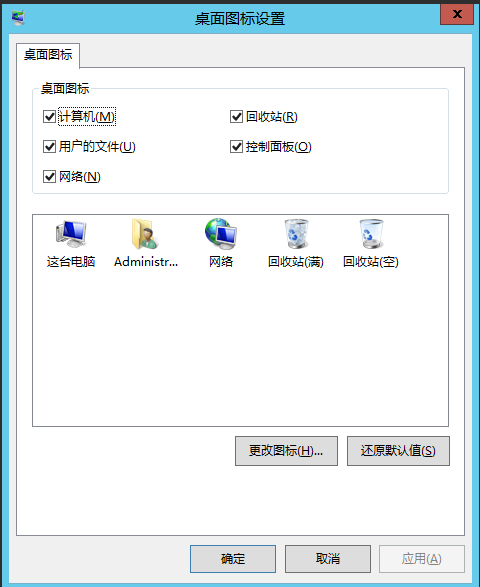 桌面图标设置
桌面图标
桌面图标
计算机(M)
回收站(R)
用户的文件(U)
控制面板(O)
网络(N)
这台电脑
Administr...
网络
回收站(满)
回收站(空)
更改图标(H)...
还原默认值(S)
确定
取消
应用(A)